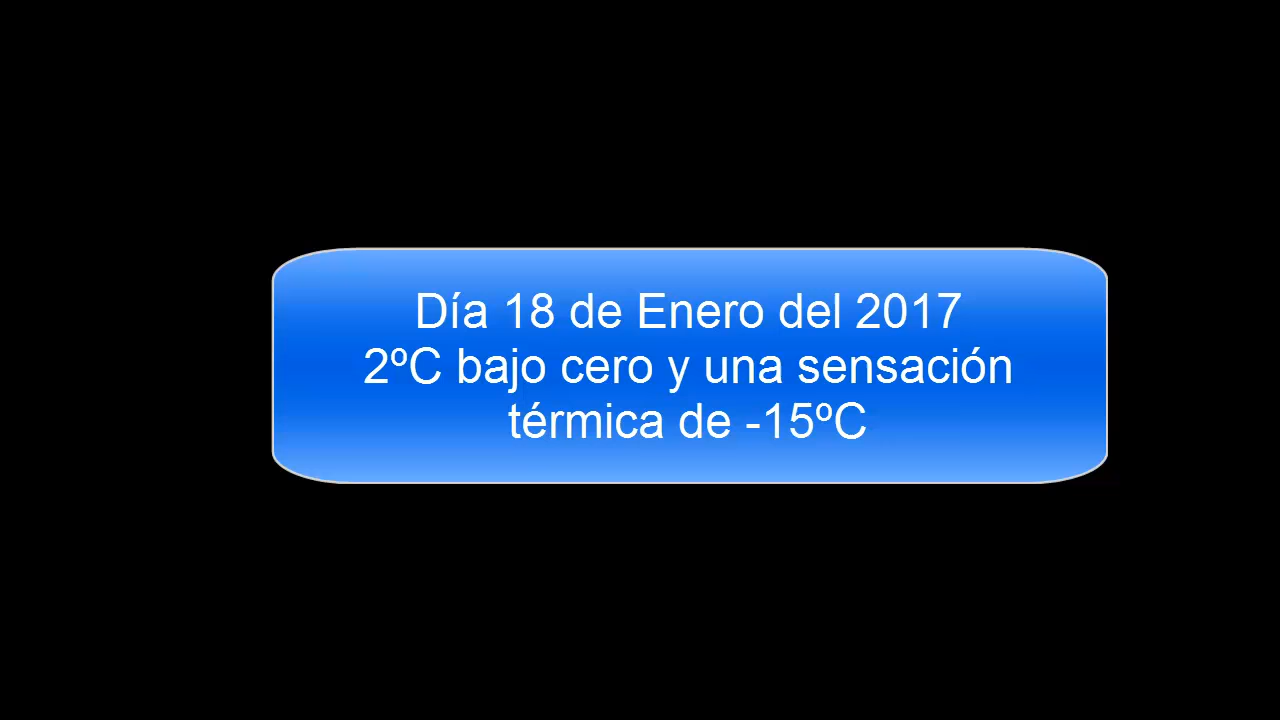 Día 18 de Enero del 2017
2ºC bajo cero y una sensación
térmica de -15ºC